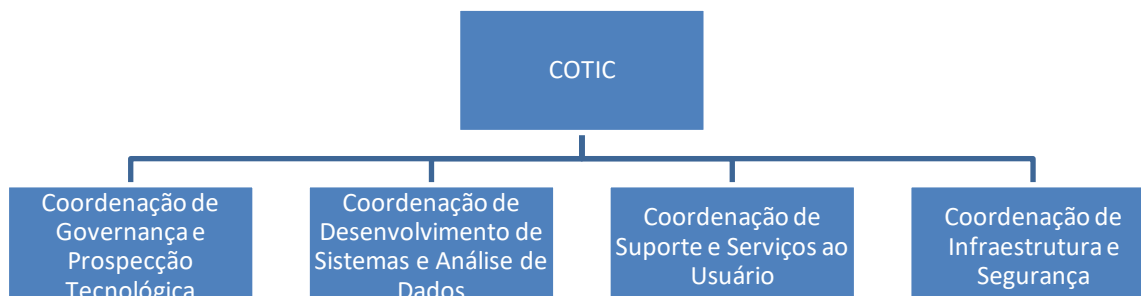 COTIC
Coordenação de
Governança e
Prospecção
Tecnológica
Coordenação de
Desenvolvimento de
Sistemas e Análise de
Dados
Coordenação de
Suporte e Serviços ao
Usuário
Coordenação de
Infraestrutura e
Segurança